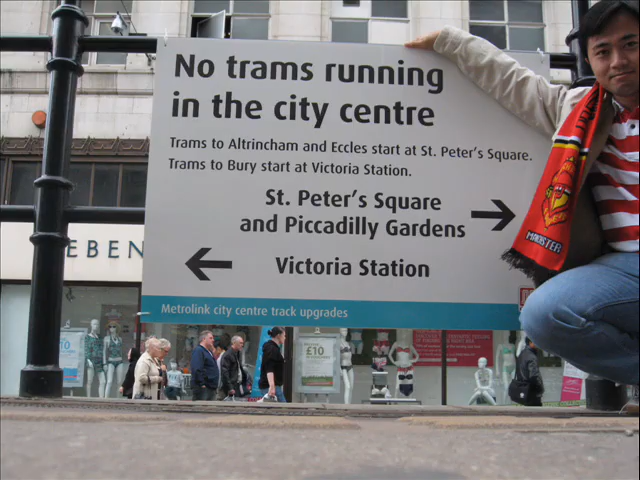 No trams running
in the city centre
Trams to Altrincham and Eccles start at St. Peter's Square.
Trams to Bury start at Victoria Station.
St. Peter's Square
and Piccadilly Gardens
Victoria Station
Metrolink city centre track upgrades
EBEN
MANCHESTER
£10
£10